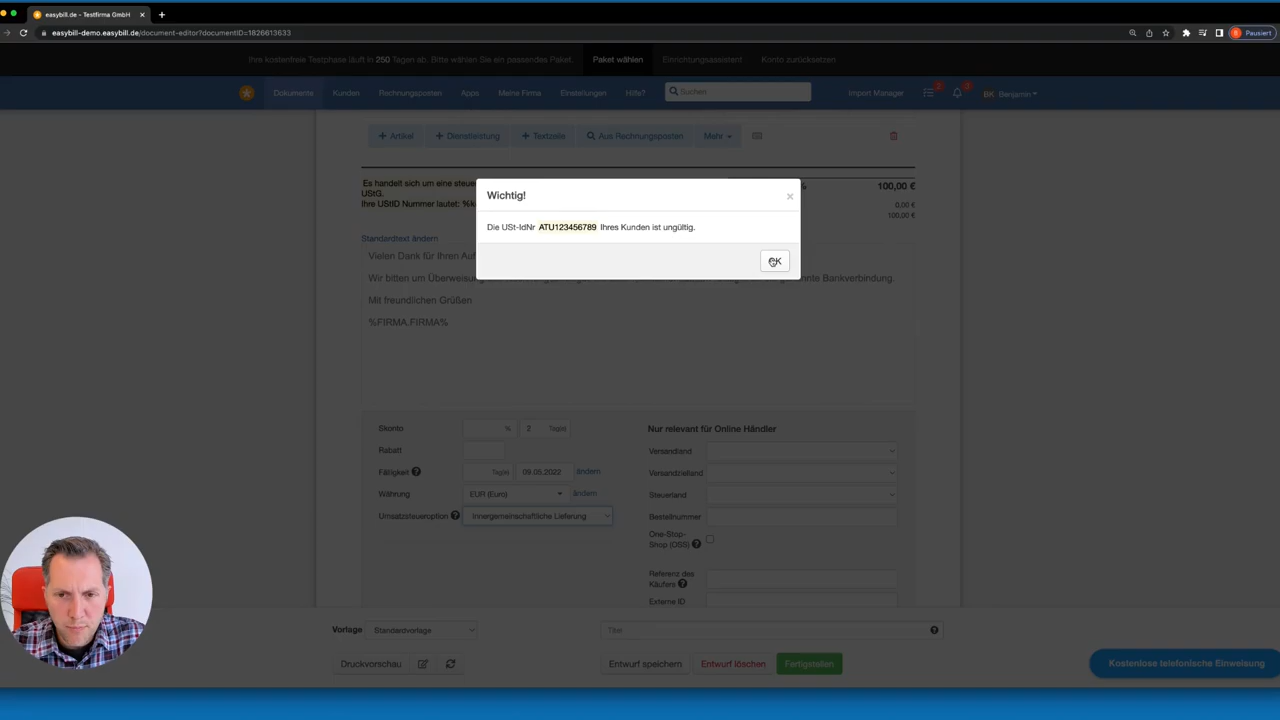 easybill.de – Testfirma GmbH
easybill-demo.easybill.de/document-editor?documentID=1826613633
Pausiert
Ihre kostenfreie Testphase läuft in 250 Tagen ab. Bitte wählen Sie ein passendes Paket.
Paket wählen
Einrichtungsassistent
Konto zurücksetzen
Dokumente
Kunden
Rechnungsposten
Apps
Meine Firma
Einstellungen
Hilfe?
Suchen
Import Manager
BK Benjamin
+ Artikel
+ Dienstleistung
+ Textzeile
Aus Rechnungsposten
Mehr
Es handelt sich um eine steue
UStG.
Ihre UStID Nummer lautet: %k
%
100,00 €
0,00 €
100,00 €
Wichtig!
×
Die USt-IdNr ATU123456789 Ihres Kunden ist ungültig.
OK
Standardtext ändern
Vielen Dank für Ihren Auf
Wir bitten um Überweisung
Bankverbindung.
Mit freundlichen Grüßen
%FIRMA.FIRMA%
Skonto
%
2
Tag(e)
Rabatt
Fälligkeit
Tag(e)
09.05.2022
ändern
Währung
EUR (Euro)
ändern
Umsatzsteueroption
Innergemeinschaftliche Lieferung
Nur relevant für Online Händler
Versandland
Versandzielland
Steuerland
Bestellnummer
One-Stop-
Shop (OSS)
Referenz des
Käufers
Externe ID
Vorlage
Standardvorlage
Titel
Druckvorschau
Entwurf speichern
Entwurf löschen
Fertigstellen
Kostenlose telefonische Einweisung